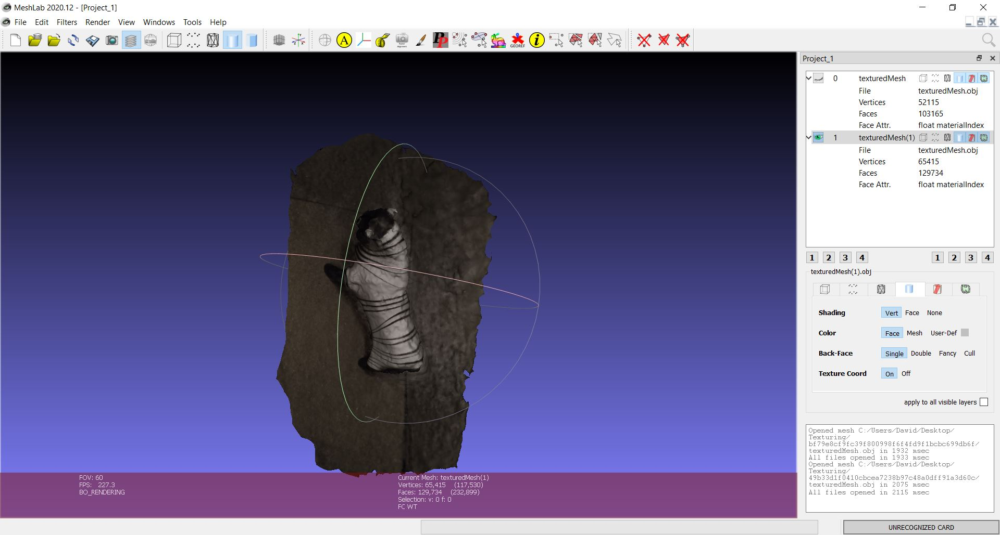 MeshLab 2020.12 - [Project_1]
File Edit Filters Render View Windows Tools Help
A PP GEOREF i
Project_1
0 texturedMesh
File texturedMesh.obj
Vertices 52115
Faces 103165
Face Attr. float materialIndex
1 texturedMesh(1)
File texturedMesh.obj
Vertices 65415
Faces 129734
Face Attr. float materialIndex
1 2 3 4 1 2 3 4
texturedMesh(1).obj
Shading Vert Face None
Color Face Mesh User-Def
Back-Face Single Double Fancy Cull
Texture Coord On Off
apply to all visible layers
Opened mesh C:/Users/Dawid/Desktop/
Texturing/
bf79e8cf9fc39f800998f6f4fd9f1bcbc699db6f/
texturedMesh.obj in 1932 msec
All files opened in 1933 msec
Opened mesh C:/Users/Dawid/Desktop/
Texturing/
49b33d1f0410cbcea7238b97c48a0dff91a3d60c/
texturedMesh.obj in 2075 msec
All files opened in 2115 msec
FOV: 60
FPS: 227.3
BO_RENDERING
Current Mesh: texturedMesh(1)
Vertices: 65,415 (117,530)
Faces: 129,734 (232,899)
Selection: v: 0 f: 0
FC WT
UNRECOGNIZED CARD